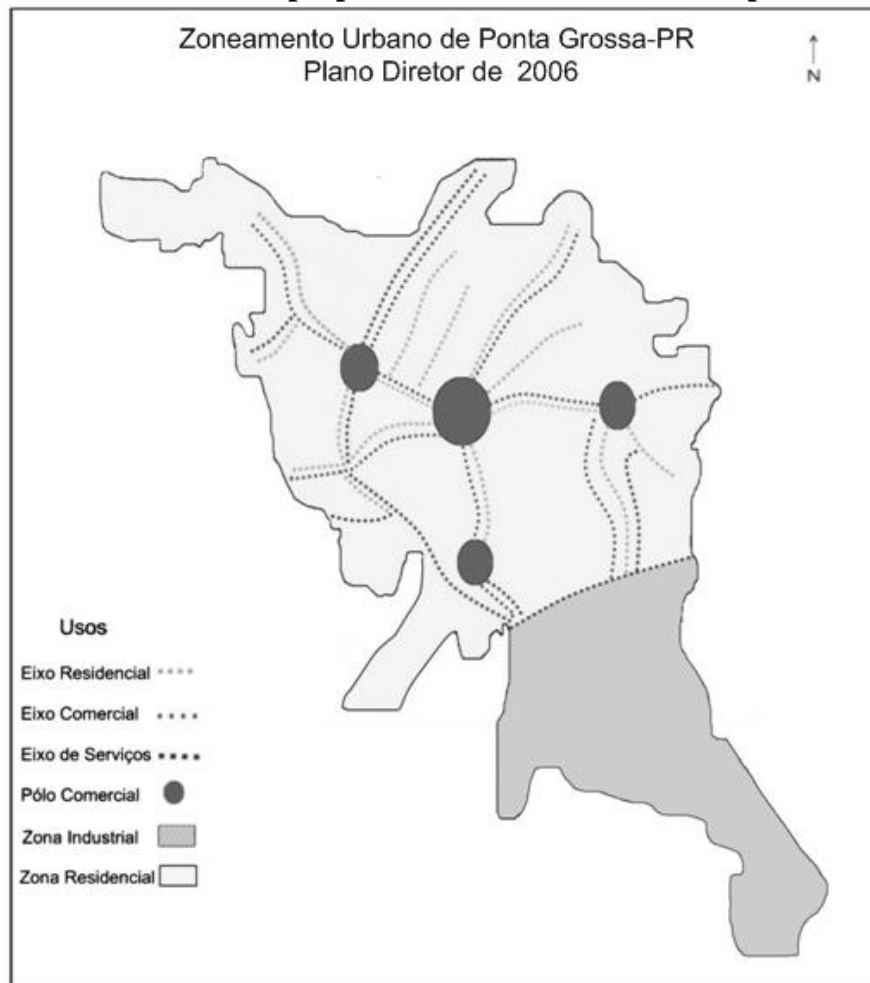 Zoneamento Urbano de Ponta Grossa-PR
Plano Diretor de 2006
N
Usos
Eixo Residencial
Eixo Comercial
Eixo de Serviços
Pólo Comercial
Zona Industrial
Zona Residencial